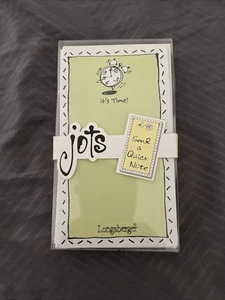 It's Time!
jots
Send
a
Quick
Note
Longaberger